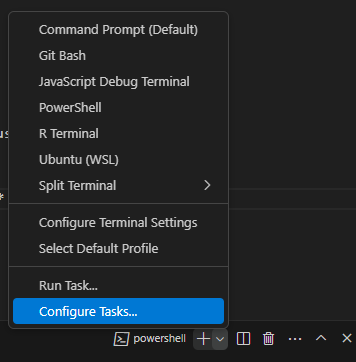 Command Prompt (Default)
Git Bash
JavaScript Debug Terminal
PowerShell
R Terminal
Ubuntu (WSL)
Split Terminal
Configure Terminal Settings
Select Default Profile
Run Task...
Configure Tasks...
powershell